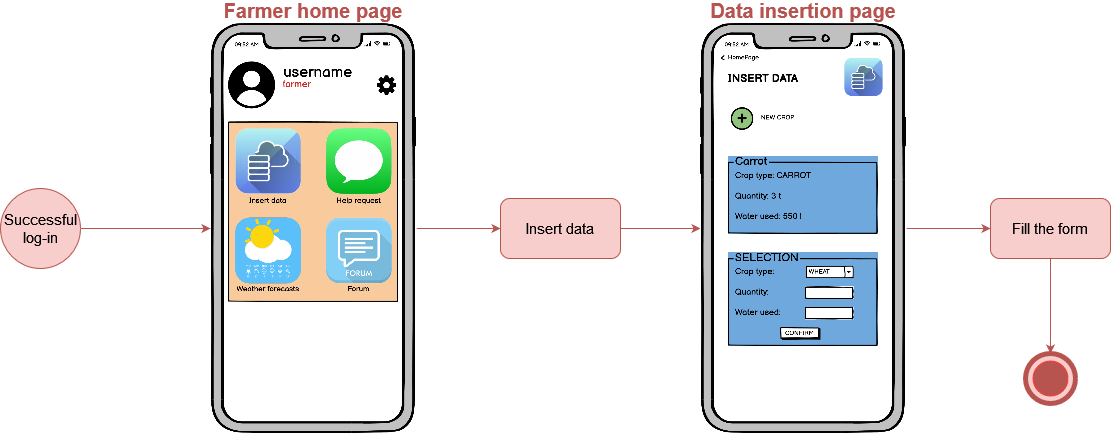 Farmer home page
Data insertion page
Successful
log-in
09:52 AM
username
farmer
Insert data
Help request
FORUM
Weather forecasts
Forum
Insert data
09:52 AM
HomePage
INSERT DATA
NEW CROP
Carrot
Crop type: CARROT
Quantity: 3 t
Water used: 550 l
SELECTION
Crop type:
WHEAT
Quantity:
Water used:
CONFIRM
Fill the form